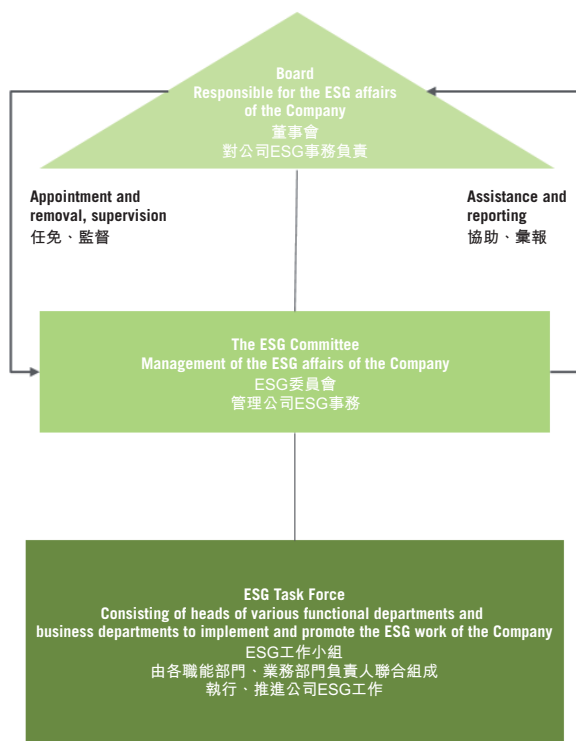 Board
Responsible for the ESG affairs
of the Company
董事會
對公司ESG事務負責
Appointment and
removal, supervision
任免、監督
Assistance and
reporting
協助、彙報
The ESG Committee
Management of the ESG affairs of the Company
ESG委員會
管理公司ESG事務
ESG Task Force
Consisting of heads of various functional departments and
business departments to implement and promote the ESG work of the Company
ESG工作小組
由各職能部門、業務部門負責人聯合組成
執行、推進公司ESG工作